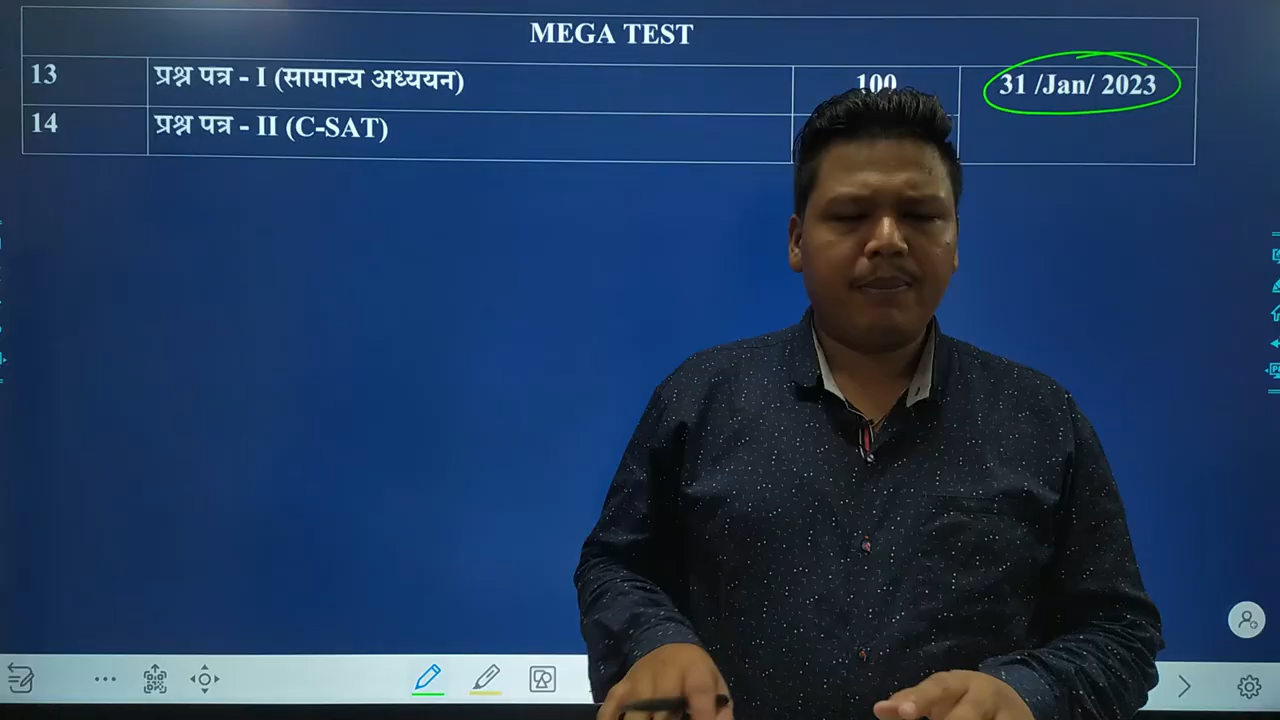 MEGA TEST
13 प्रश्न पत्र - I (सामान्य अध्ययन) 100 31 /Jan/ 2023
14 प्रश्न पत्र - II (C-SAT)